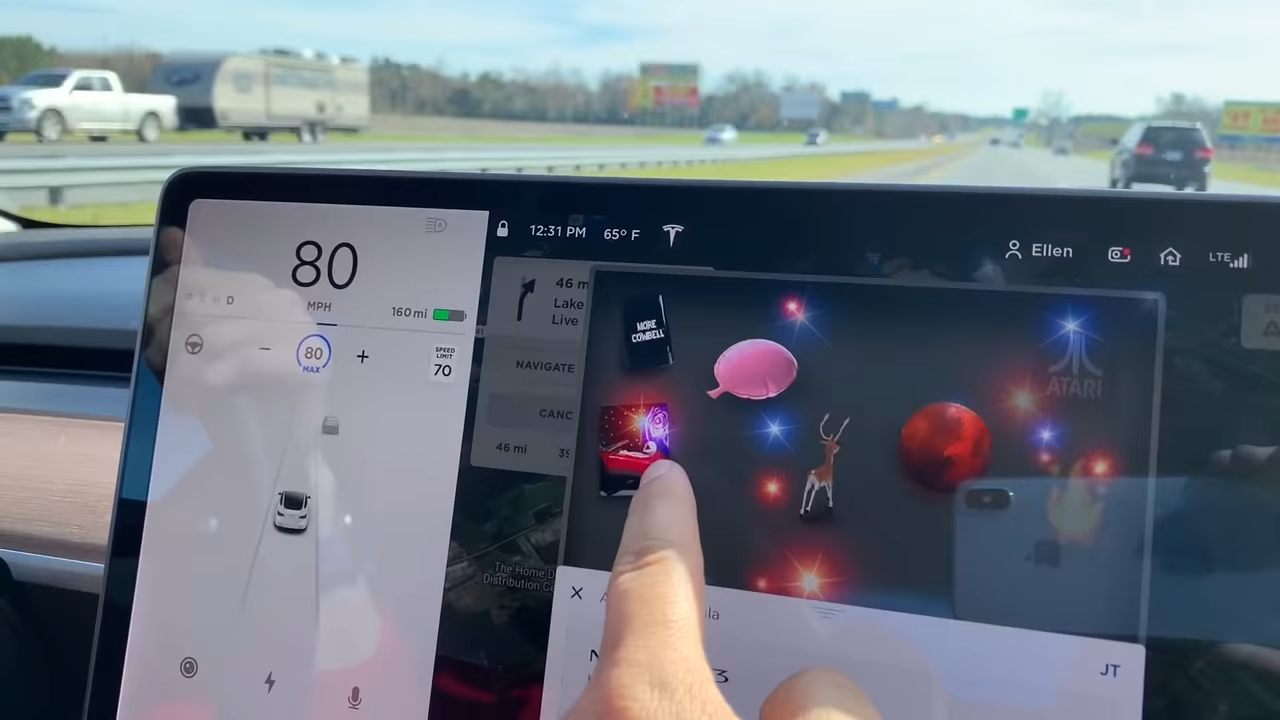 80
MPH
D
160 mi
80
MAX
SPEED
LIMIT
70
12:31 PM
65° F
Ellen
LTE
46 m
Lake
Live
NAVIGATE
CANC
46 mi
MORE
COWBELL
ATARI
The Home D
Distribution Ce
JT